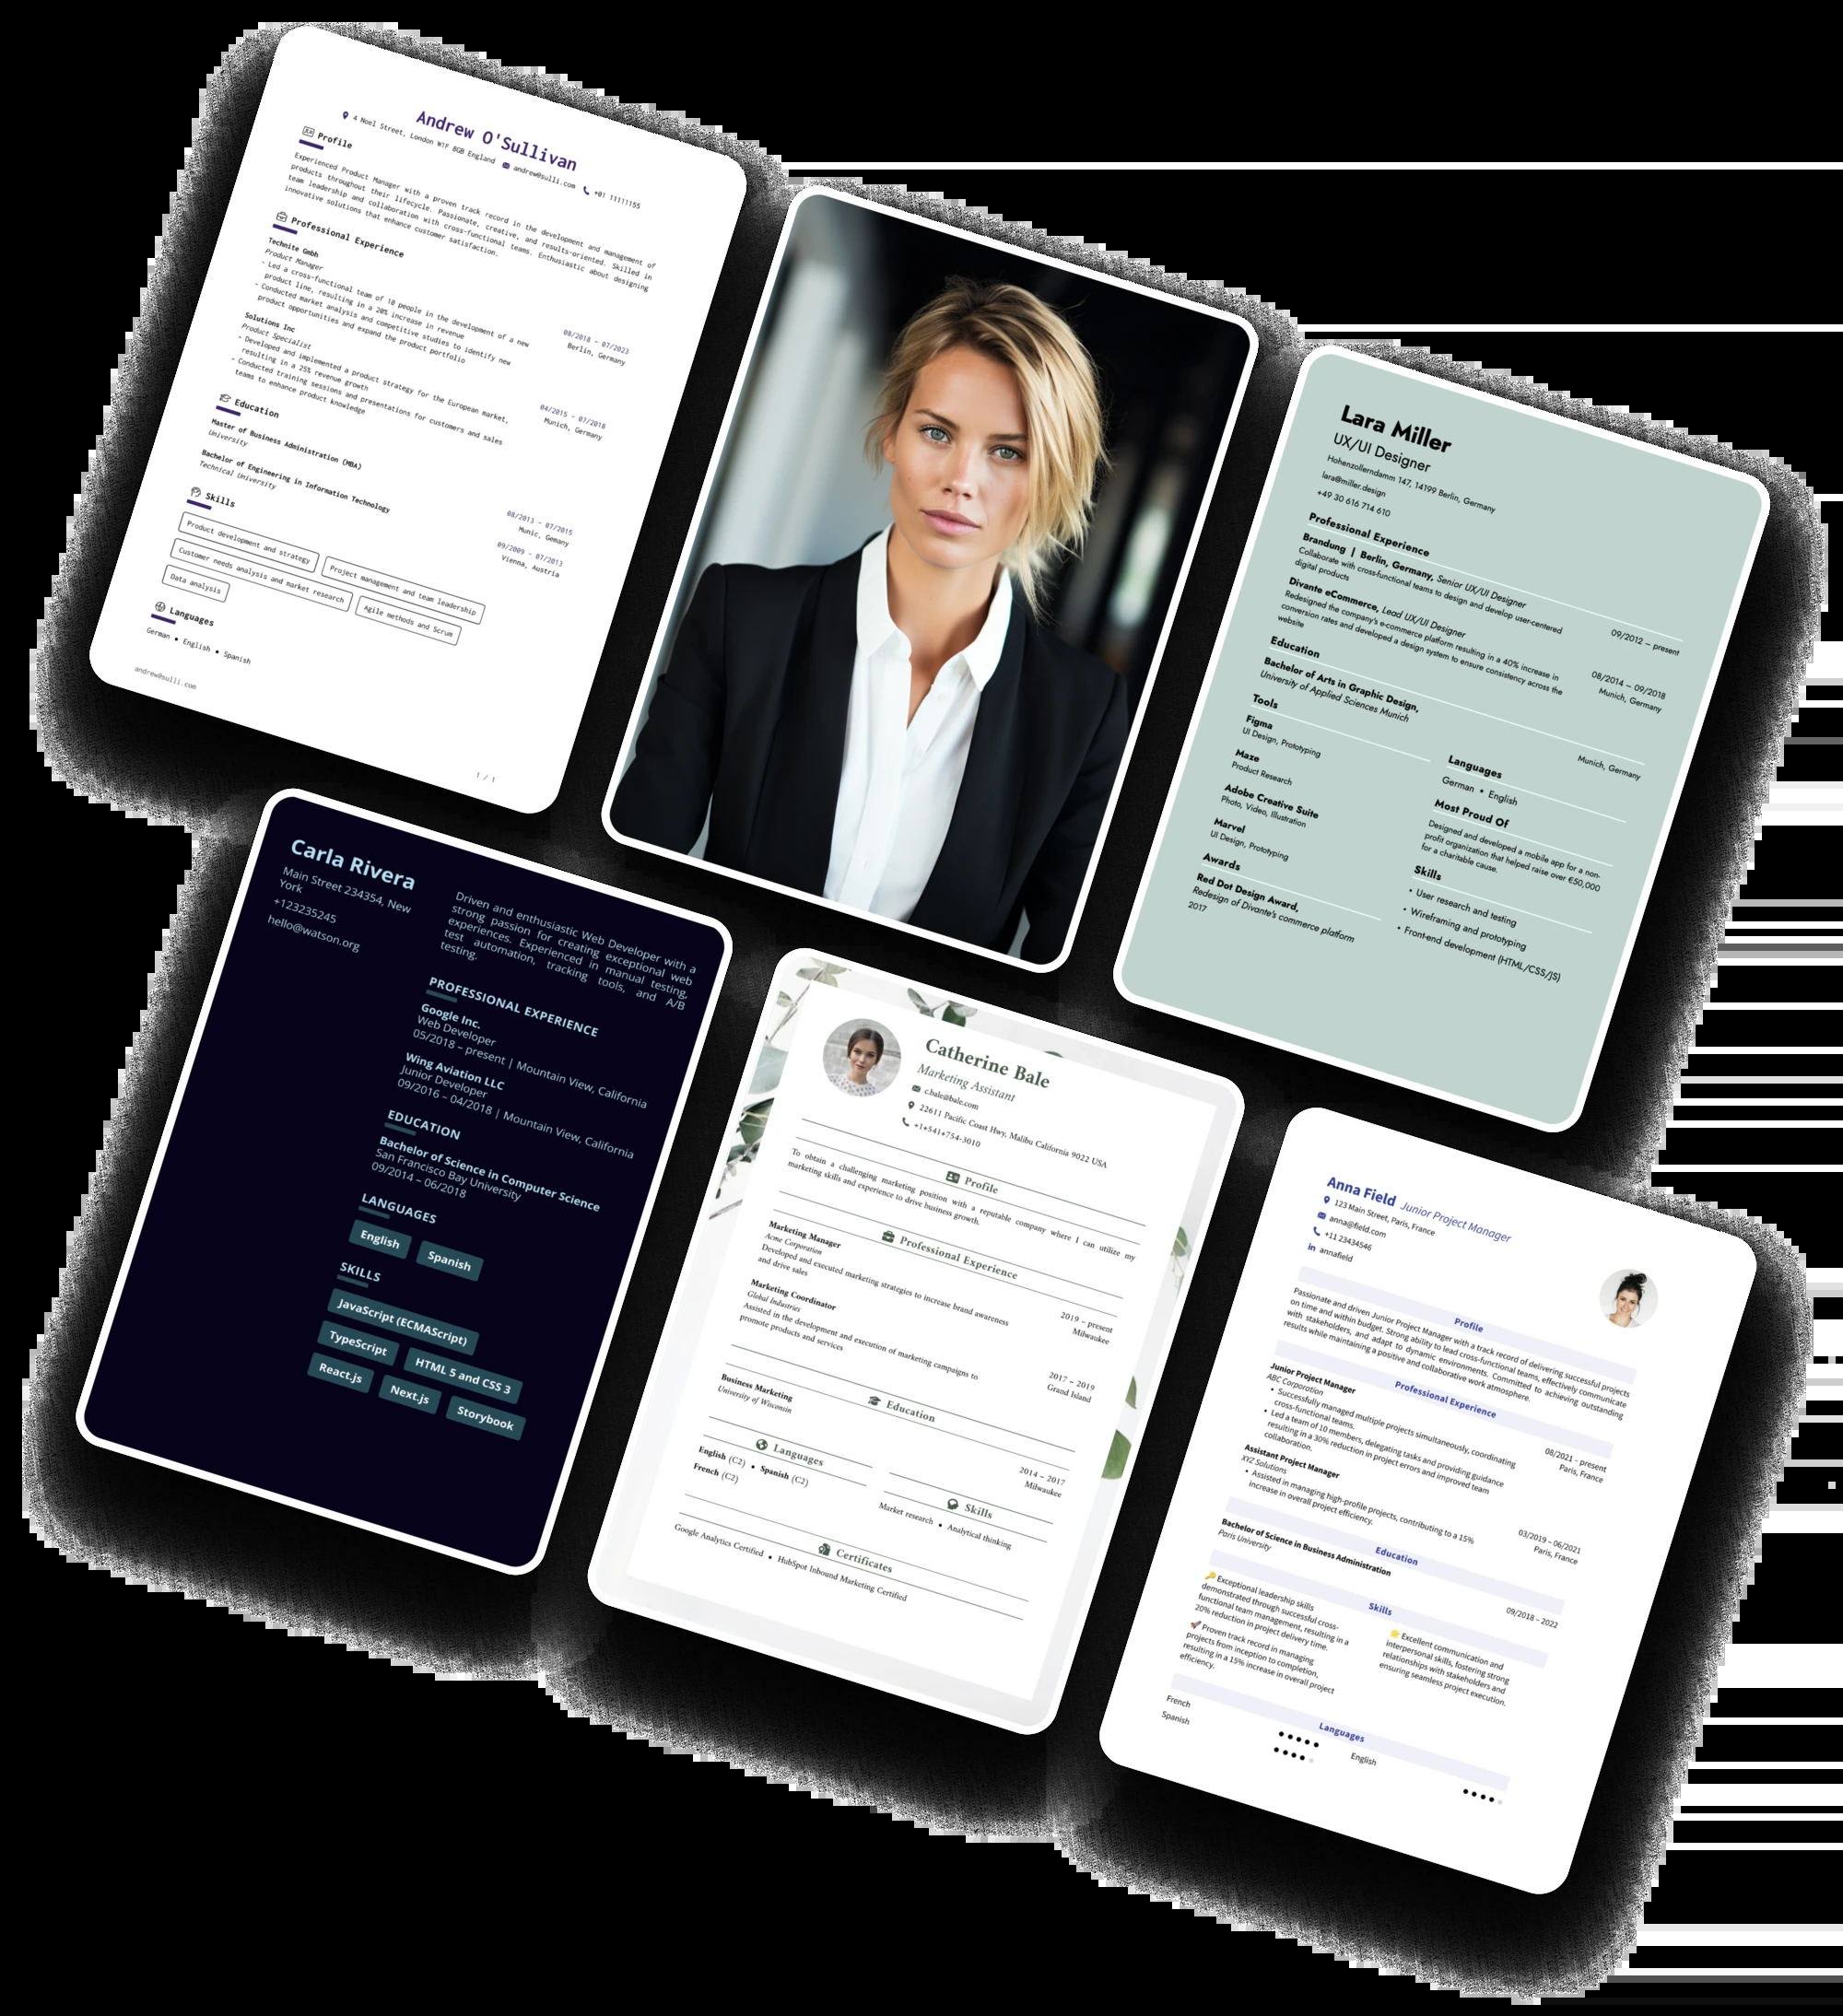 Andrew O'Sullivan
4 Noel Street, London W1F 8GB England andrew@sulli.com +01 11111155
Profile
Experienced Product Manager with a proven track record in the development and management of
products throughout their lifecycle. Passionate, creative, and results-oriented. Skilled in
team leadership and collaboration with cross-functional teams. Enthusiastic about designing
innovative solutions that enhance customer satisfaction.
Professional Experience
Technite Gmbh
Product Manager
- Led a cross-functional team of 10 people in the development of a new
product line, resulting in a 20% increase in revenue
- Conducted market analysis and competitive studies to identify new
product opportunities and expand the product portfolio
08/2018 – 07/2023
Berlin, Germany
Solutions Inc
Product Specialist
- Developed and implemented a product strategy for the European market,
resulting in a 25% revenue growth
- Conducted training sessions and presentations for customers and sales
teams to enhance product knowledge
04/2015 – 07/2018
Munich, Germany
Education
Master of Business Administration (MBA)
University
08/2013 – 07/2015
Munic, Gemany
Bachelor of Engineering in Information Technology
Technical University
09/2009 – 07/2013
Vienna, Austria
Skills
Product development and strategy
Project management and team leadership
Customer needs analysis and market research
Agile methods and Scrum
Data analysis
Languages
German • English • Spanish
andrew@sulli.com
1 / 1
Lara Miller
UX/UI Designer
Hohenzollerndamm 147, 14199 Berlin, Germany
lara@miller.design
+49 30 616 714 610
Professional Experience
Brandung | Berlin, Germany, Senior UX/UI Designer
Collaborate with cross-functional teams to design and develop user-centered
digital products
09/2012 – present
Divante eCommerce, Lead UX/UI Designer
Redesigned the company's e-commerce platform resulting in a 40% increase in
conversion rates and developed a design system to ensure consistency across the
website
08/2014 – 09/2018
Munich, Germany
Education
Bachelor of Arts in Graphic Design,
University of Applied Sciences Munich
Munich, Germany
Tools
Figma
UI Design, Prototyping
Maze
Product Research
Adobe Creative Suite
Photo, Video, Illustration
Marvel
UI Design, Prototyping
Awards
Red Dot Design Award,
Redesign of Divante's commerce platform
2017
Languages
German • English
Most Proud Of
Designed and developed a mobile app for a non-
profit organization that helped raise over €50,000
for a charitable cause.
Skills
• User research and testing
• Wireframing and prototyping
• Front-end development (HTML/CSS/JS)
Carla Rivera
Main Street 234354, New
York
+123235245
hello@watson.org
Driven and enthusiastic Web Developer with a
strong passion for creating exceptional web
experiences. Experienced in manual testing,
test automation, tracking tools, and A/B
testing.
PROFESSIONAL EXPERIENCE
Google Inc.
Web Developer
05/2018 – present | Mountain View, California
Wing Aviation LLC
Junior Developer
09/2016 – 04/2018 | Mountain View, California
EDUCATION
Bachelor of Science in Computer Science
San Francisco Bay University
09/2014 – 06/2018
LANGUAGES
English
Spanish
SKILLS
JavaScript (ECMAScript)
TypeScript
HTML 5 and CSS 3
React.js
Next.js
Storybook
Catherine Bale
Marketing Assistant
c.bale@bale.com
22611 Pacific Coast Hwy, Malibu California 9022 USA
+1+541+754-3010
Profile
To obtain a challenging marketing position with a reputable company where I can utilize my
marketing skills and experience to drive business growth.
Professional Experience
Marketing Manager
Acme Corporation
Developed and executed marketing strategies to increase brand awareness
and drive sales
2019 – present
Milwaukee
Marketing Coordinator
Global Industries
Assisted in the development and execution of marketing campaigns to
promote products and services
2017 – 2019
Grand Island
Education
Business Marketing
University of Wisconsin
2014 – 2017
Milwaukee
Languages
English (C2) • Spanish (C2)
French (C2)
Skills
Market research • Analytical thinking
Certificates
Google Analytics Certified • HubSpot Inbound Marketing Certified
Anna Field Junior Project Manager
123 Main Street, Paris, France
anna@field.com
+11 23434546
annafield
Profile
Passionate and driven Junior Project Manager with a track record of delivering successful projects
on time and within budget. Strong ability to lead cross-functional teams, effectively communicate
with stakeholders, and adapt to dynamic environments. Committed to achieving outstanding
results while maintaining a positive and collaborative work atmosphere.
Professional Experience
Junior Project Manager
ABC Corporation
• Successfully managed multiple projects simultaneously, coordinating
cross-functional teams.
• Led a team of 10 members, delegating tasks and providing guidance
resulting in a 30% reduction in project errors and improved team
collaboration.
08/2021 – present
Paris, France
Assistant Project Manager
XYZ Solutions
• Assisted in managing high-profile projects, contributing to a 15%
increase in overall project efficiency.
03/2019 – 06/2021
Paris, France
Education
Bachelor of Science in Business Administration
Paris University
09/2018 – 2022
Skills
🔑 Exceptional leadership skills
demonstrated through successful cross-
functional team management, resulting in a
20% reduction in project delivery time.
🚀 Proven track record in managing
projects from inception to completion,
resulting in a 15% increase in overall project
efficiency.
🌟 Excellent communication and
interpersonal skills, fostering strong
relationships with stakeholders and
ensuring seamless project execution.
Languages
French
Spanish
English